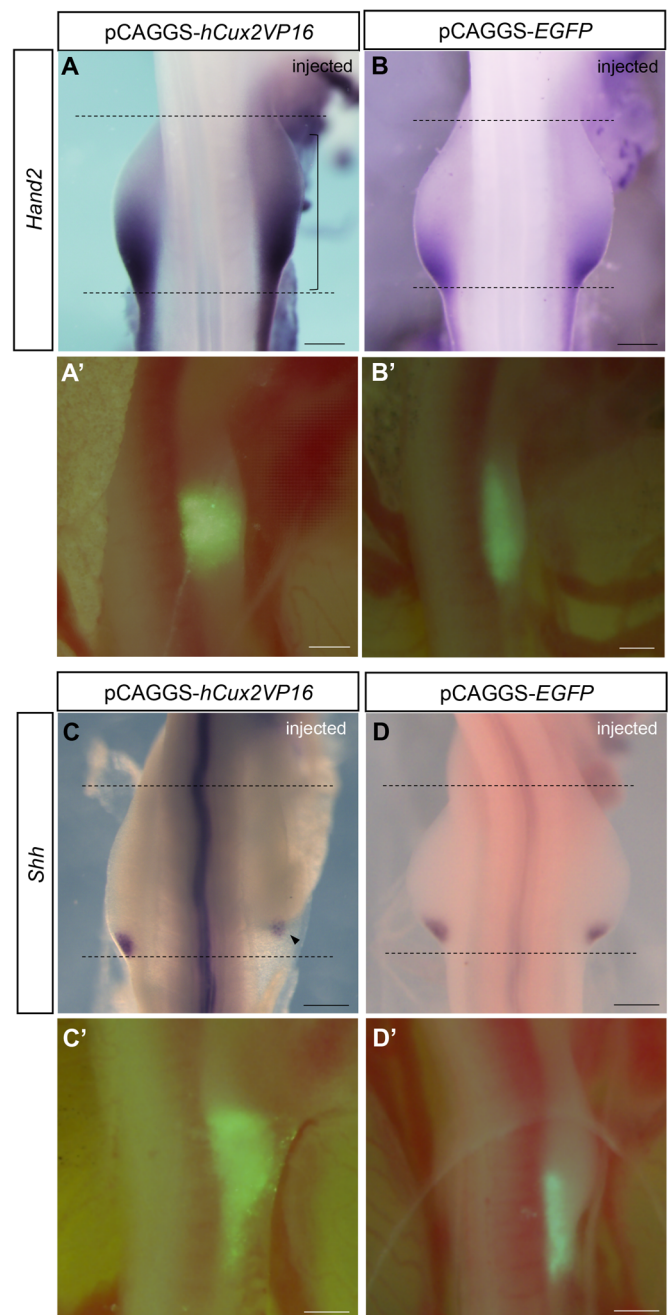 pCAGGS-hCux2VP16
pCAGGS-EGFP
Hand2
A
injected
B
injected
A’
B’
pCAGGS-hCux2VP16
pCAGGS-EGFP
Shh
C
injected
D
injected
C’
D’